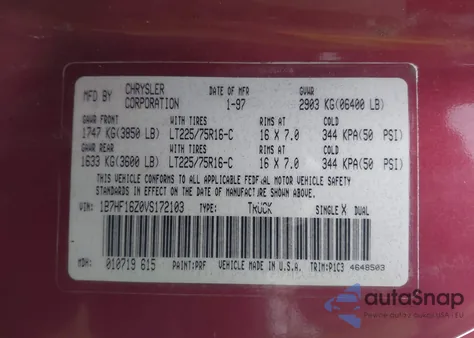 MFD BY CHRYSLER CORPORATION DATE OF MFR 1-97 GVWR 2903 KG(06400 LB)
GAWR FRONT WITH TIRES RIMS AT COLD
1747 KG(3850 LB) LT225/75R16-C 16 X 7.0 344 KPA(50 PSI)
GAWR REAR WITH TIRES RIMS AT COLD
1633 KG(3600 LB) LT225/75R16-C 16 X 7.0 344 KPA(50 PSI)
THIS VEHICLE CONFORMS TO ALL APPLICABLE FEDERAL MOTOR VEHICLE SAFETY
STANDARDS IN EFFECT ON THE DATE OF MANUFACTURE SHOWN ABOVE.
VIN: 1B7HF16Z0VS172103 TYPE: TRUCK SINGLE X DUAL
MDH: 010719 615 PAINT:PRF VEHICLE MADE IN U.S.A. TRIM:P1C3 4648503
autaSnap